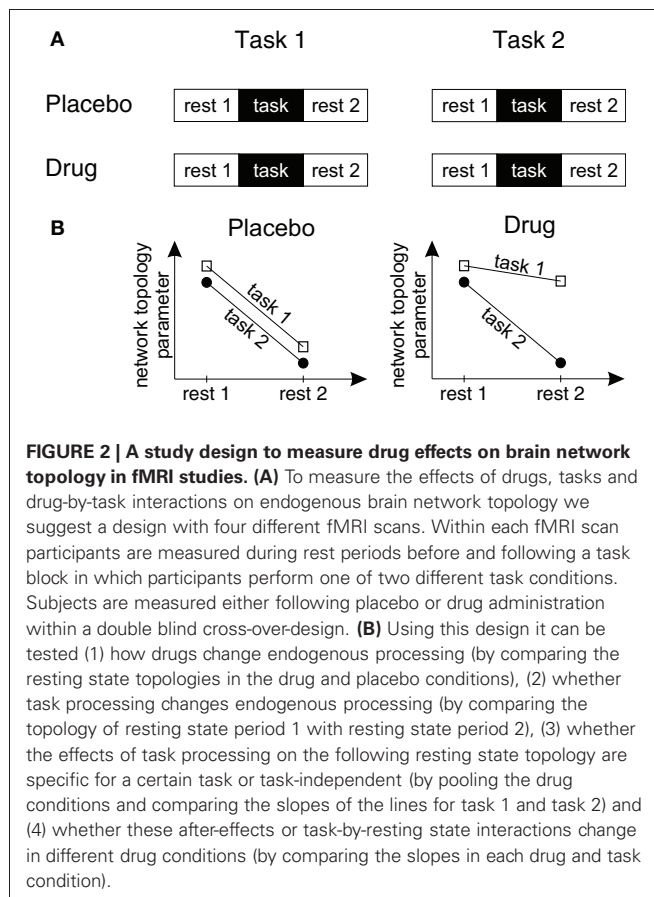 A Task 1 Task 2
Placebo rest 1 task rest 2 rest 1 task rest 2
Drug rest 1 task rest 2 rest 1 task rest 2
B Placebo Drug
network topology
parameter
task 1
task 2
rest 1 rest 2
network topology
parameter
task 1
task 2
rest 1 rest 2
FIGURE 2 | A study design to measure drug effects on brain network
topology in fMRI studies. (A) To measure the effects of drugs, tasks and
drug-by-task interactions on endogenous brain network topology we
suggest a design with four different fMRI scans. Within each fMRI scan
participants are measured during rest periods before and following a task
block in which participants perform one of two different task conditions.
Subjects are measured either following placebo or drug administration
within a double blind cross-over-design. (B) Using this design it can be
tested (1) how drugs change endogenous processing (by comparing the
resting state topologies in the drug and placebo conditions), (2) whether
task processing changes endogenous processing (by comparing the
topology of resting state period 1 with resting state period 2), (3) whether
the effects of task processing on the following resting state topology are
specific for a certain task or task-independent (by pooling the drug
conditions and comparing the slopes of the lines for task 1 and task 2) and
(4) whether these after-effects or task-by-resting state interactions change
in different drug conditions (by comparing the slopes in each drug and task
condition).